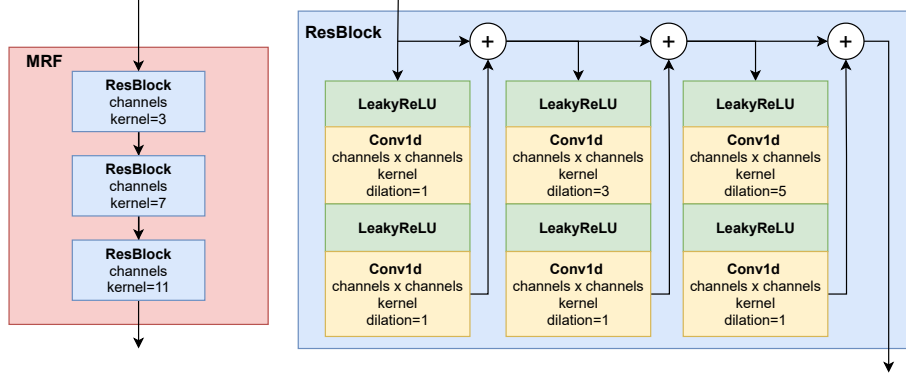 MRF
ResBlock
channels
kernel=3
ResBlock
channels
kernel=7
ResBlock
channels
kernel=11
ResBlock
+
+
+
LeakyReLU
Conv1d
channels x channels
kernel
dilation=1
LeakyReLU
Conv1d
channels x channels
kernel
dilation=1
LeakyReLU
Conv1d
channels x channels
kernel
dilation=3
LeakyReLU
Conv1d
channels x channels
kernel
dilation=1
LeakyReLU
Conv1d
channels x channels
kernel
dilation=5
LeakyReLU
Conv1d
channels x channels
kernel
dilation=1